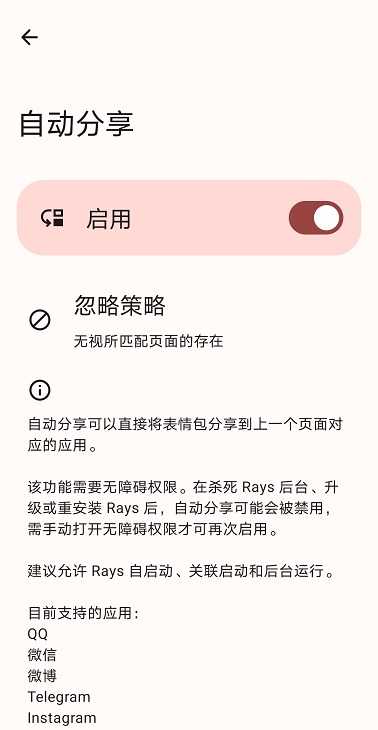 自动分享
启用
忽略策略
无视所匹配页面的存在
自动分享可以直接将表情包分享到上一个页面对
应的应用。
该功能需要无障碍权限。在杀死 Rays 后台、升
级或重安装 Rays 后，自动分享可能会被禁用，
需手动打开无障碍权限才可再次启用。
建议允许 Rays 自启动、关联启动和后台运行。
目前支持的应用：
QQ
微信
微博
Telegram
Instagram